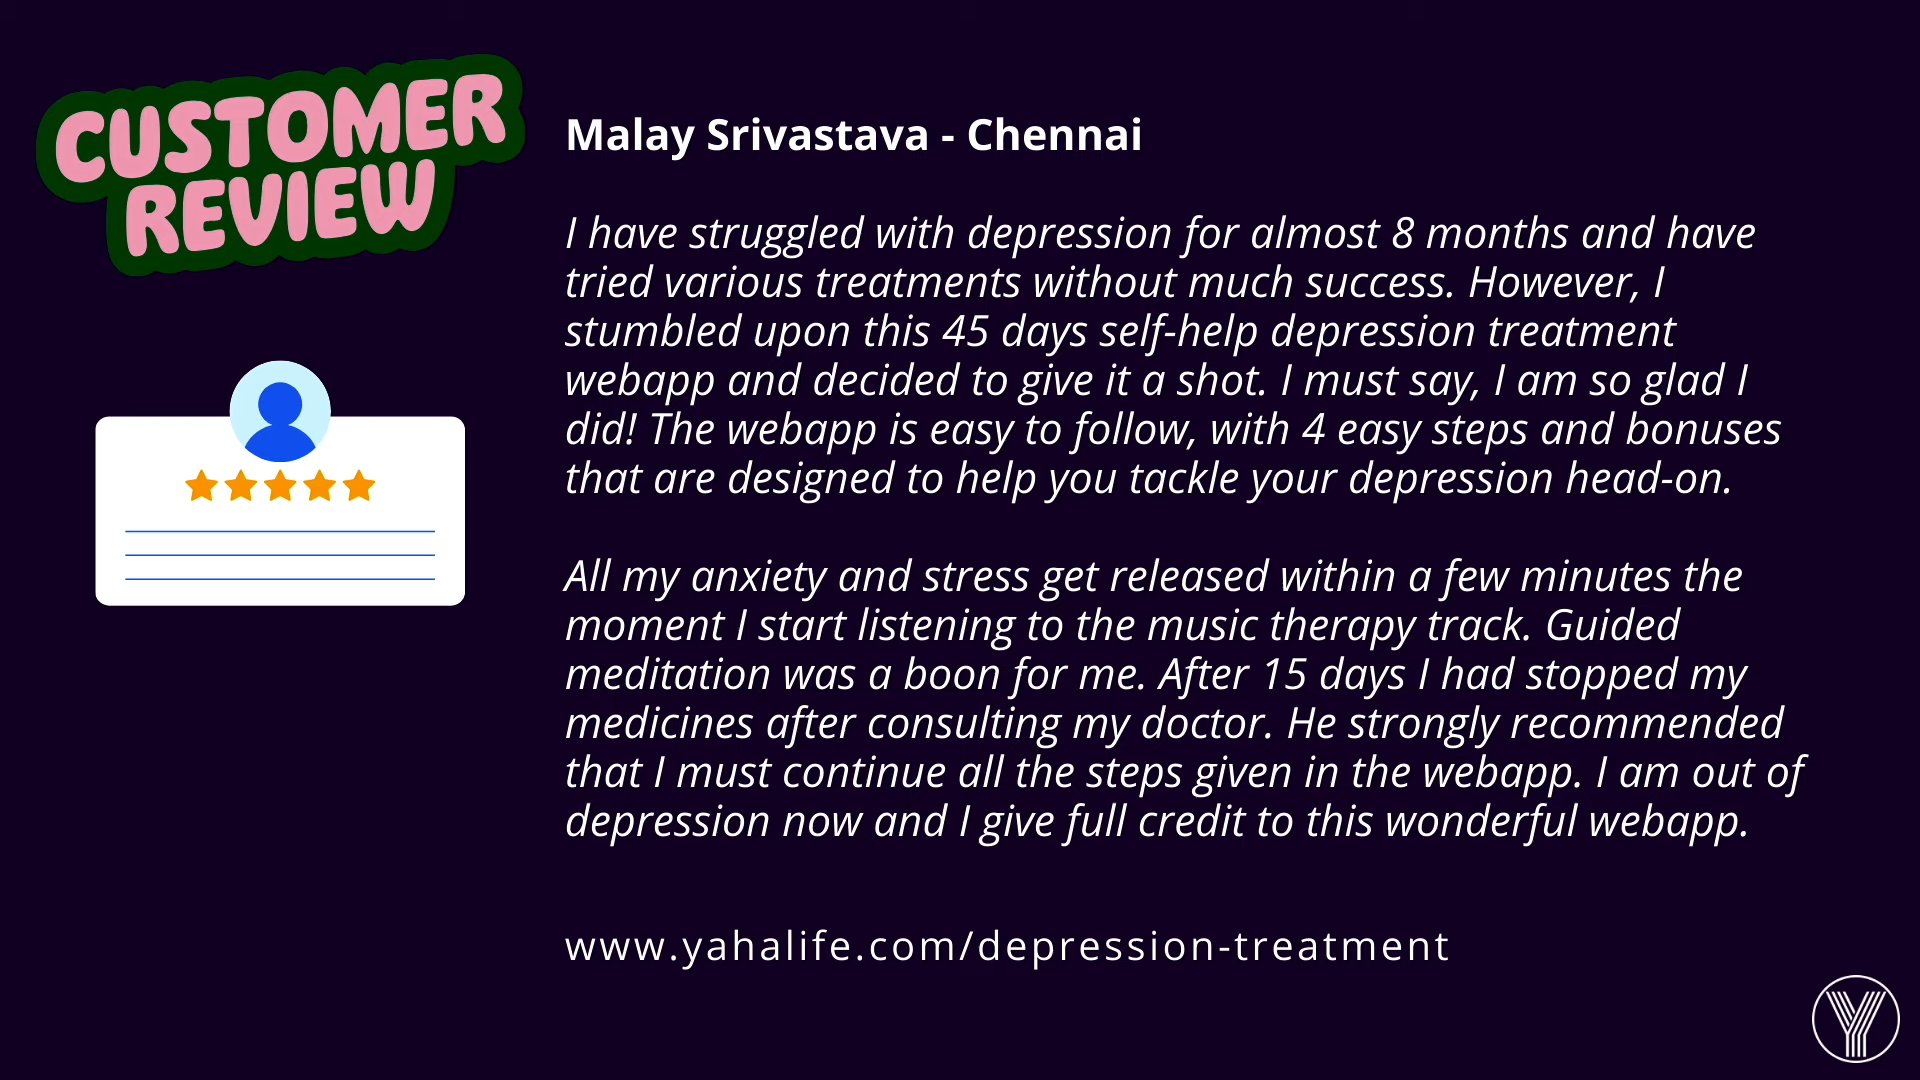 CUSTOMER
REVIEW
Malay Srivastava - Chennai
I have struggled with depression for almost 8 months and have
tried various treatments without much success. However, I
stumbled upon this 45 days self-help depression treatment
webapp and decided to give it a shot. I must say, I am so glad I
did! The webapp is easy to follow, with 4 easy steps and bonuses
that are designed to help you tackle your depression head-on.
All my anxiety and stress get released within a few minutes the
moment I start listening to the music therapy track. Guided
meditation was a boon for me. After 15 days I had stopped my
medicines after consulting my doctor. He strongly recommended
that I must continue all the steps given in the webapp. I am out of
depression now and I give full credit to this wonderful webapp.
www.yahalife.com/depression-treatment
Y